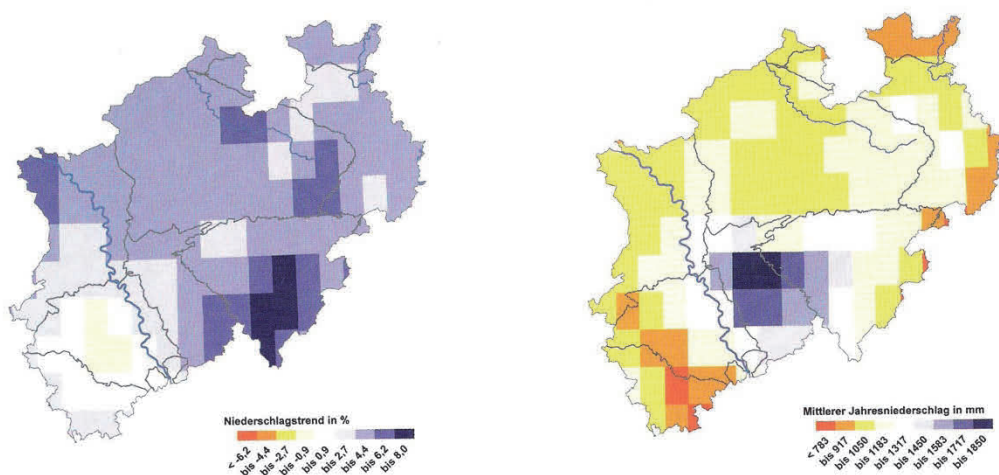 Niederschlagstrend in %
< -6,2
bis -4,4
bis -2,7
bis -0,9
bis 0,9
bis 2,7
bis 4,4
bis 6,2
bis 8,0
Mittlerer Jahresniederschlag in mm
< 783
bis 917
bis 1050
bis 1183
bis 1317
bis 1450
bis 1583
bis 1717
bis 1850